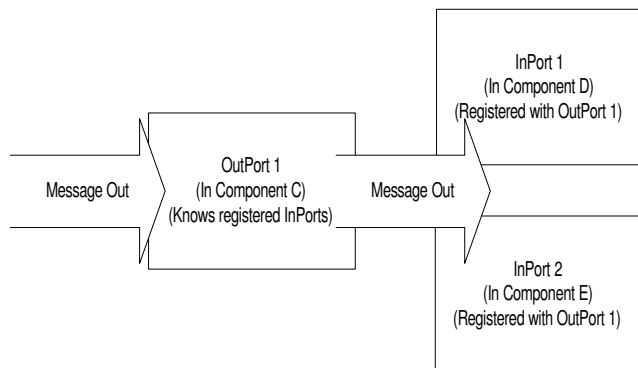 Message Out
OutPort 1
(In Component C)
(Knows registered InPorts)
Message Out
InPort 1
(In Component D)
(Registered with OutPort 1)
InPort 2
(In Component E)
(Registered with OutPort 1)